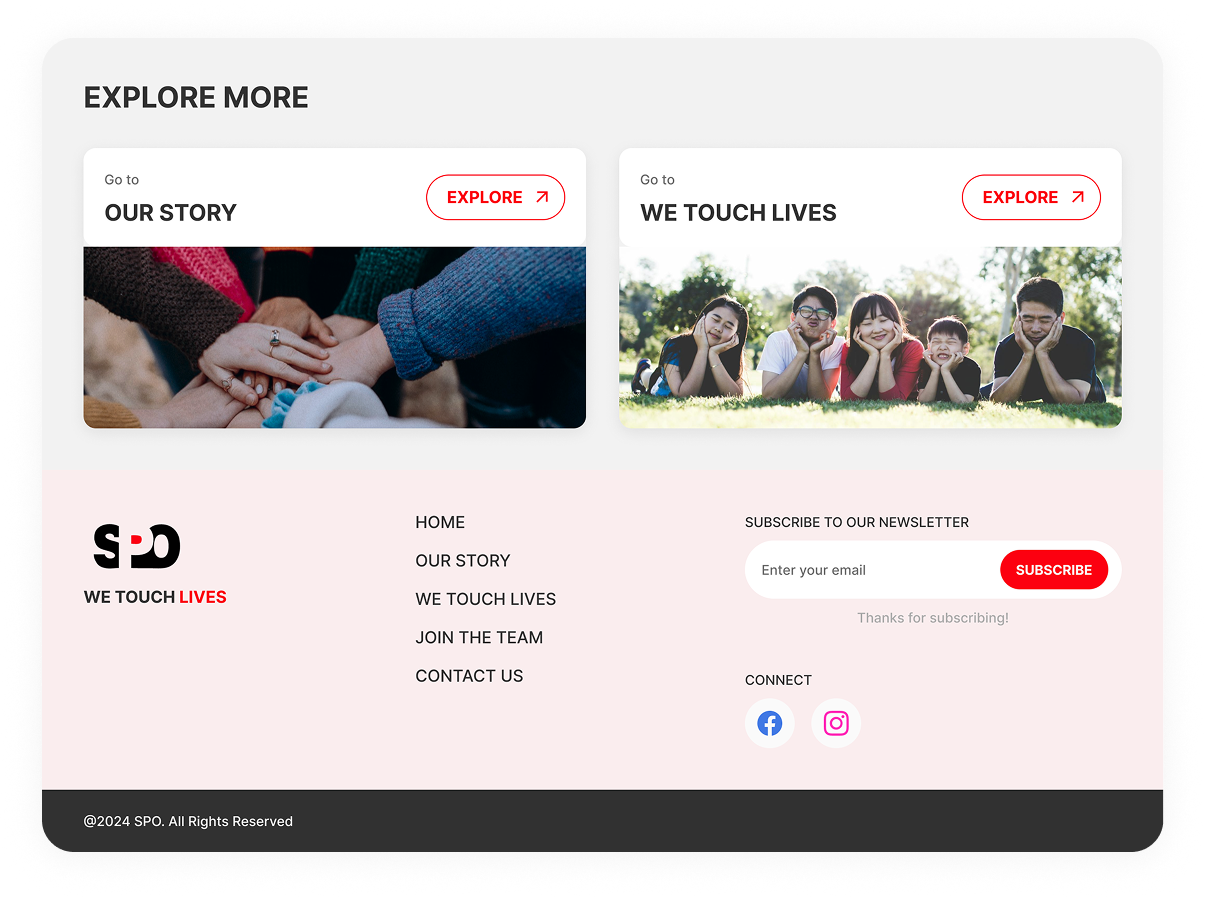 EXPLORE MORE
Go to
OUR STORY
EXPLORE
Go to
WE TOUCH LIVES
EXPLORE
SPO
WE TOUCH LIVES
HOME
OUR STORY
WE TOUCH LIVES
JOIN THE TEAM
CONTACT US
SUBSCRIBE TO OUR NEWSLETTER
Enter your email
SUBSCRIBE
Thanks for subscribing!
CONNECT
@2024 SPO. All Rights Reserved